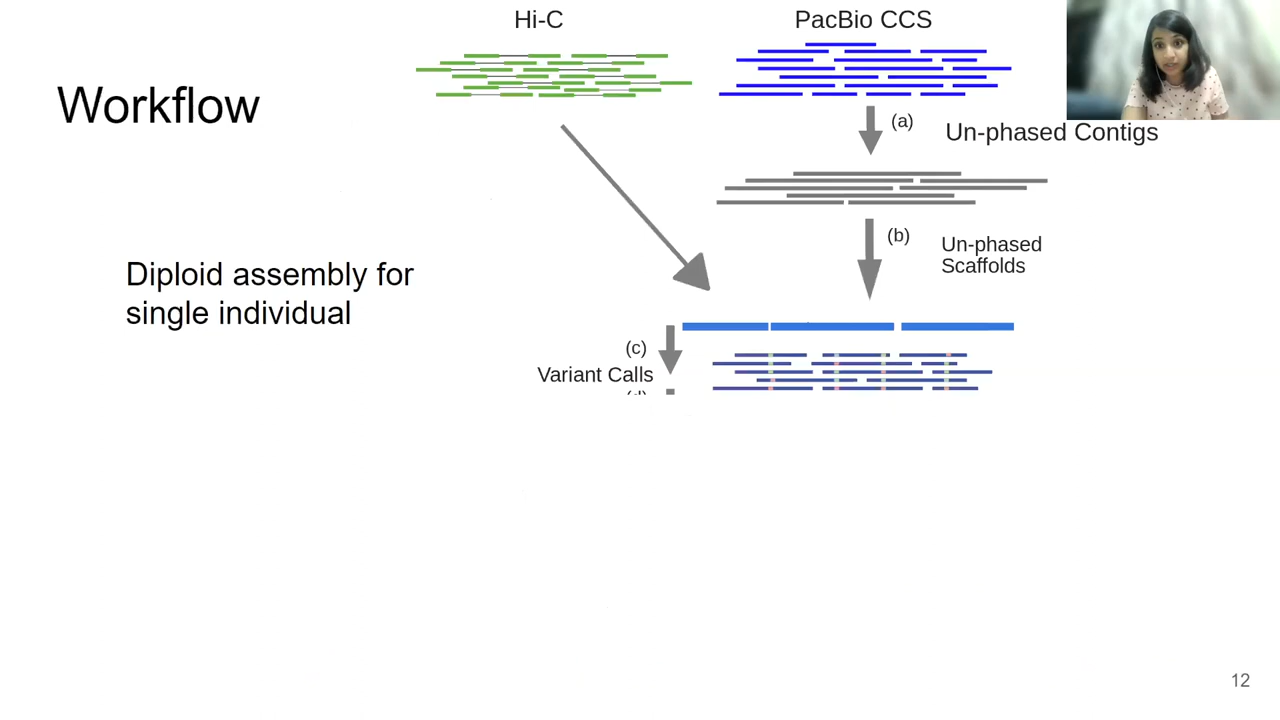 Hi-C
PacBio CCS
Workflow
(a)
Un-phased Contigs
(b)
Un-phased
Scaffolds
Diploid assembly for
single individual
(c)
Variant Calls
12